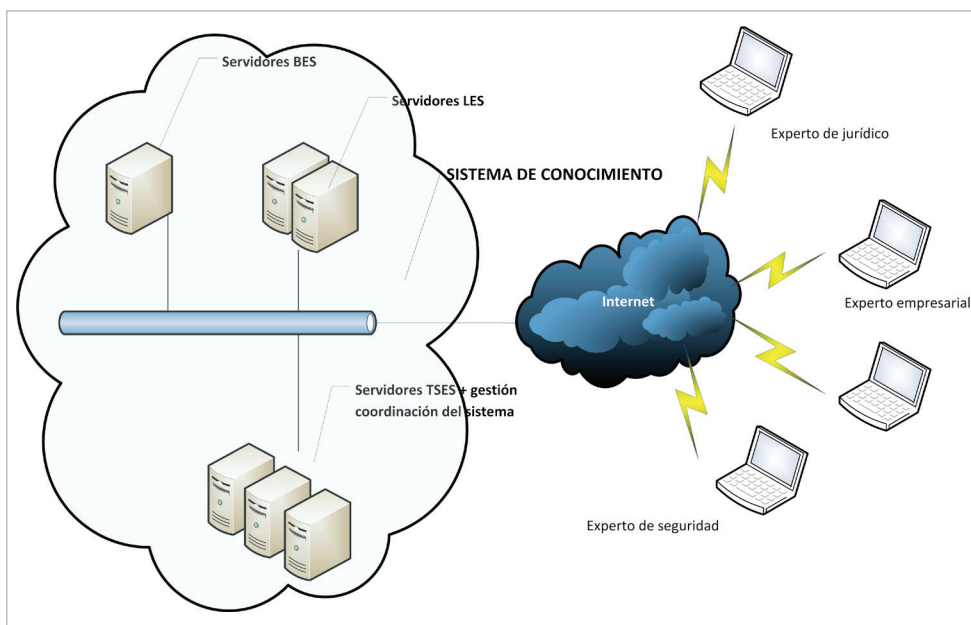 Servidores BES
Servidores LES
SISTEMA DE CONOCIMIENTO
Experto de jurídico
Internet
Experto empresarial
Servidores TSES + gestión
coordinación del sistema
Experto de seguridad